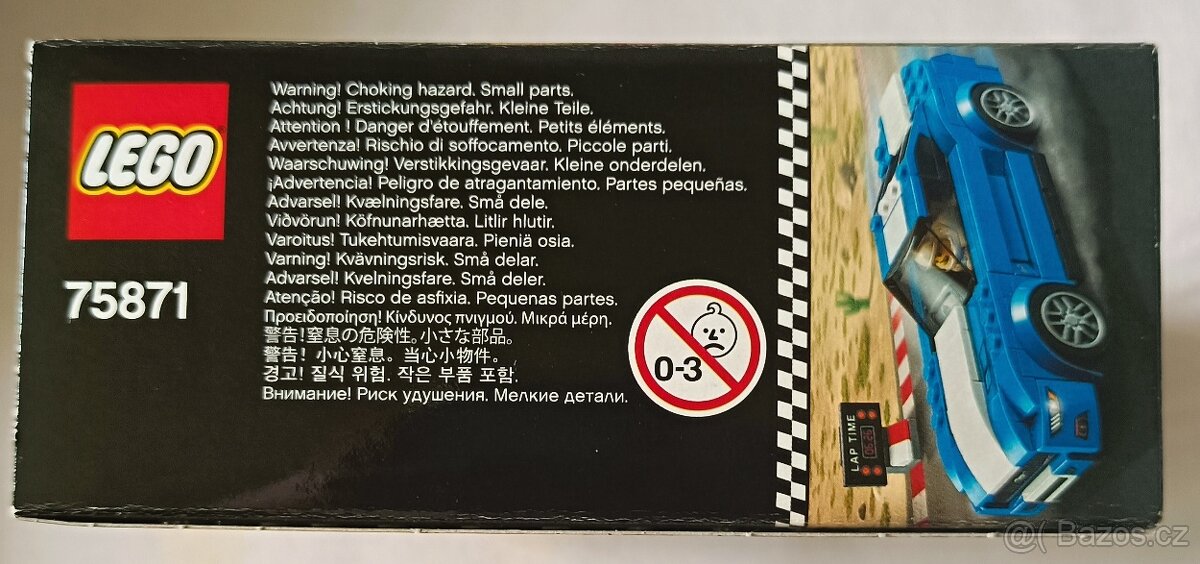 LEGO
75871
Warning! Choking hazard. Small parts.
Achtung! Erstickungsgefahr. Kleine Teile.
Attention ! Danger d'étouffement. Petits éléments.
Avvertenza! Rischio di soffocamento. Piccole parti.
Waarschuwing! Verstikkingsgevaar. Kleine onderdelen.
¡Advertencia! Peligro de atragantamiento. Partes pequeñas.
Advarsel! Kvælningsfare. Små dele.
Viðvörun! Köfnunarhætta. Litlir hlutir.
Varoitus! Tukehtumisvaara. Pieniä osia.
Varning! Kvävningsrisk. Små delar.
Advarsel! Kvelningsfare. Små deler.
Atenção! Risco de asfixia. Pequenas partes.
Προειδοποίηση! Κίνδυνος πνιγμού. Μικρά μέρη.
警告!窒息の危険性。小さな部品。
警告! 小心窒息。当心小物件。
경고! 질식 위험. 작은 부품 포함.
Внимание! Риск удушения. Мелкие детали.
0-3
LAP TIME
06:26
@( Bazos.cz